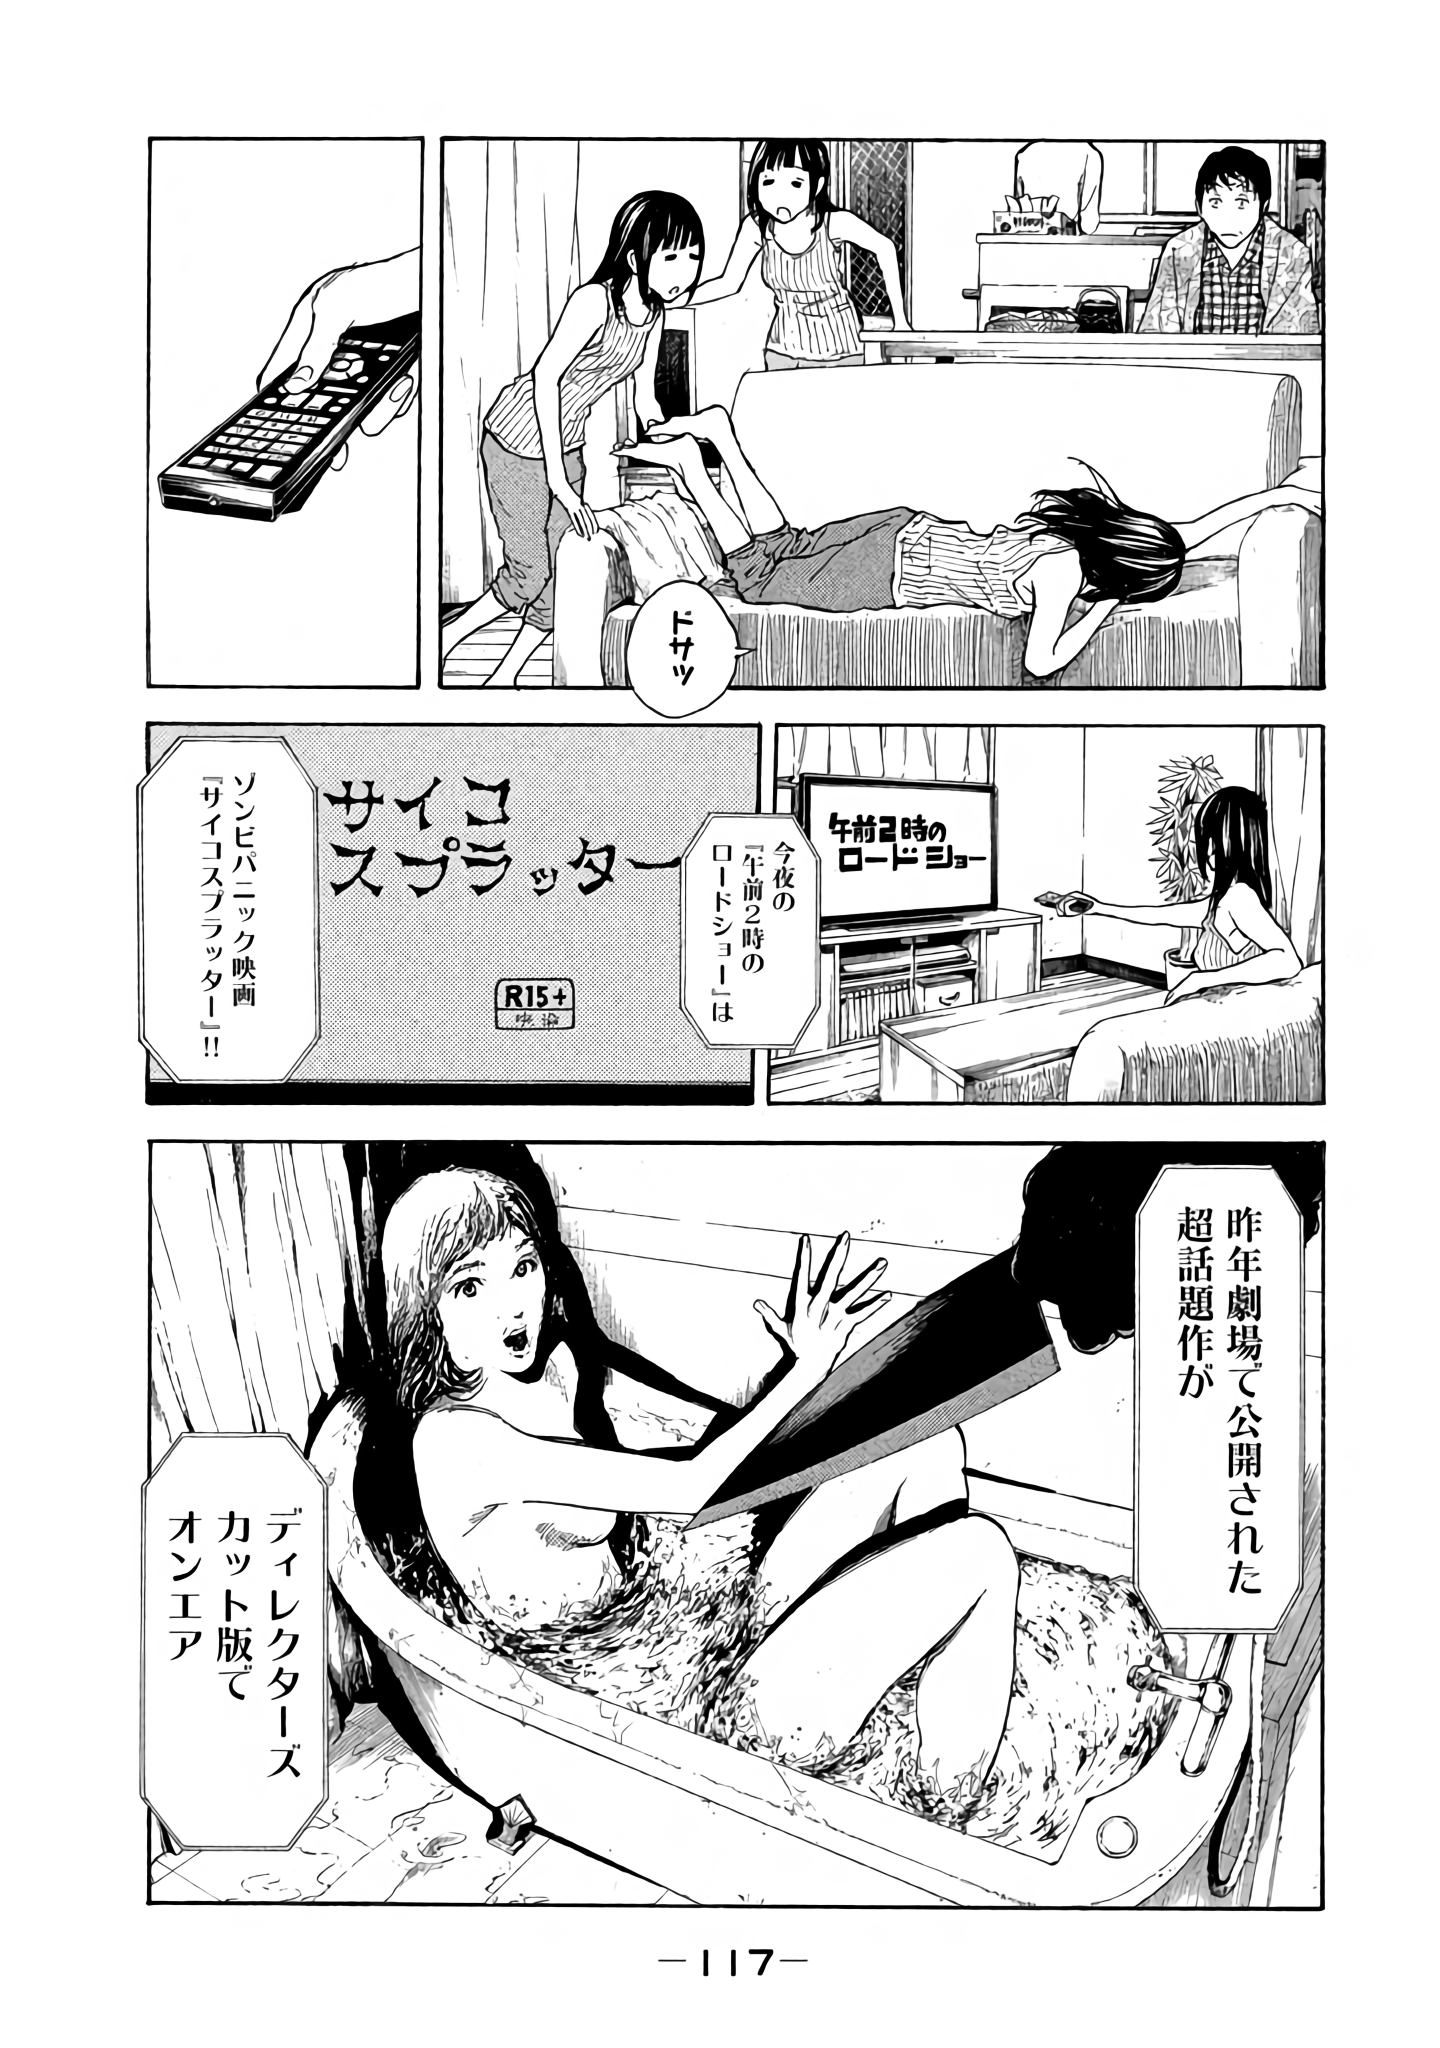 ドサッ
午前2時の
ロードショー
今夜の
『午前2時の
ロードショー』は
サイコ
スプラッター
R15+
ゾンビパニック映画
『サイコスプラッター』!!
昨年劇場で公開された
超話題作が
ディレクターズ
カット版で
オンエア
—117—